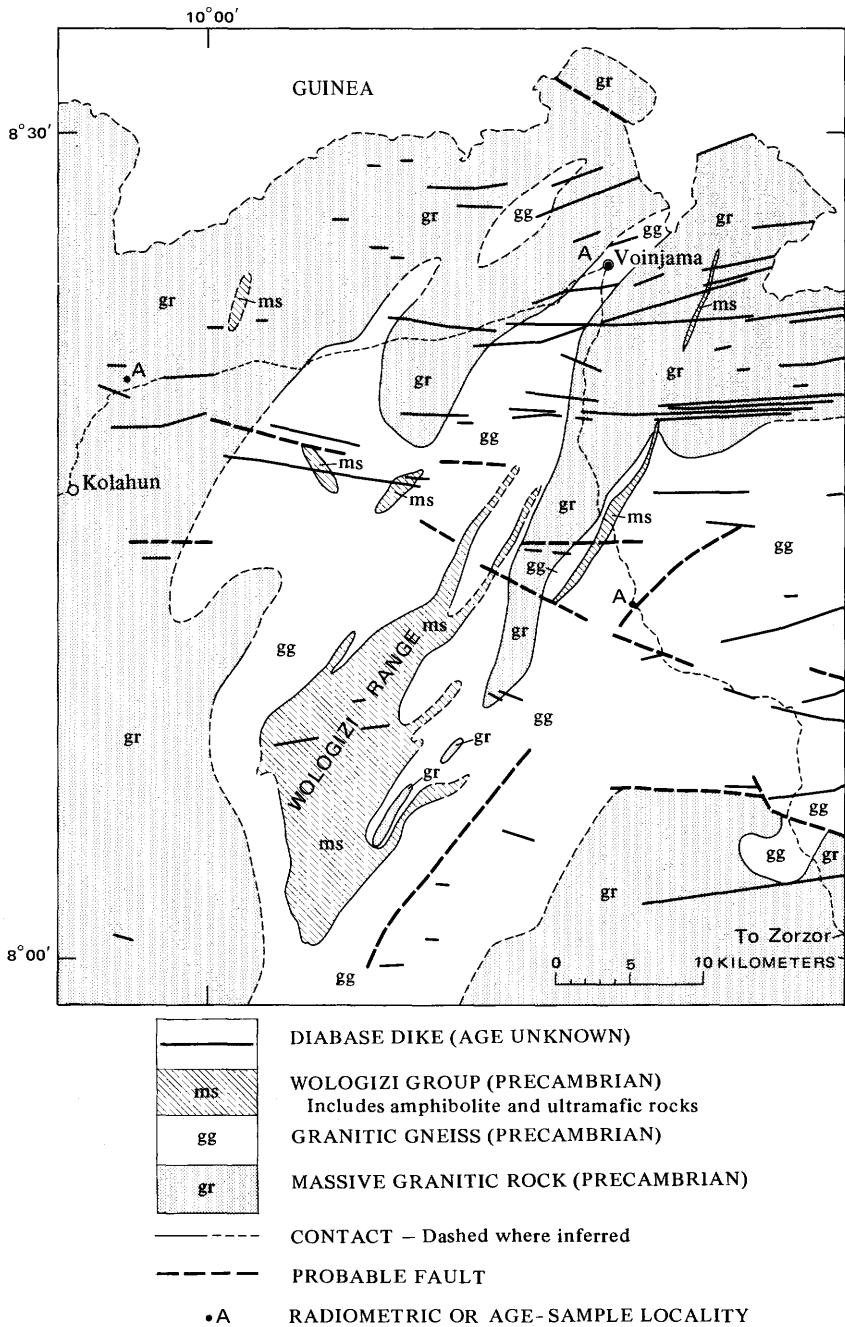 10°00′
GUINEA
gr
8°30′
gr
gg
gr
gg
A
Voinjama
gr
ms
ms
A
gr
gr
gg
ms
Kolahun
ms
gr
ms
gg
gg
A
ms
gr
gg
WOLOGIZI RANGE
gg
gr
gr
gr
ms
gg
gg
gr
gr
To Zorzor
8°00′
gg
0 5 10 KILOMETERS
DIABASE DIKE (AGE UNKNOWN)
ms
WOLOGIZI GROUP (PRECAMBRIAN)
Includes amphibolite and ultramafic rocks
gg
GRANITIC GNEISS (PRECAMBRIAN)
gr
MASSIVE GRANITIC ROCK (PRECAMBRIAN)
CONTACT — Dashed where inferred
PROBABLE FAULT
•A RADIOMETRIC OR AGE-SAMPLE LOCALITY